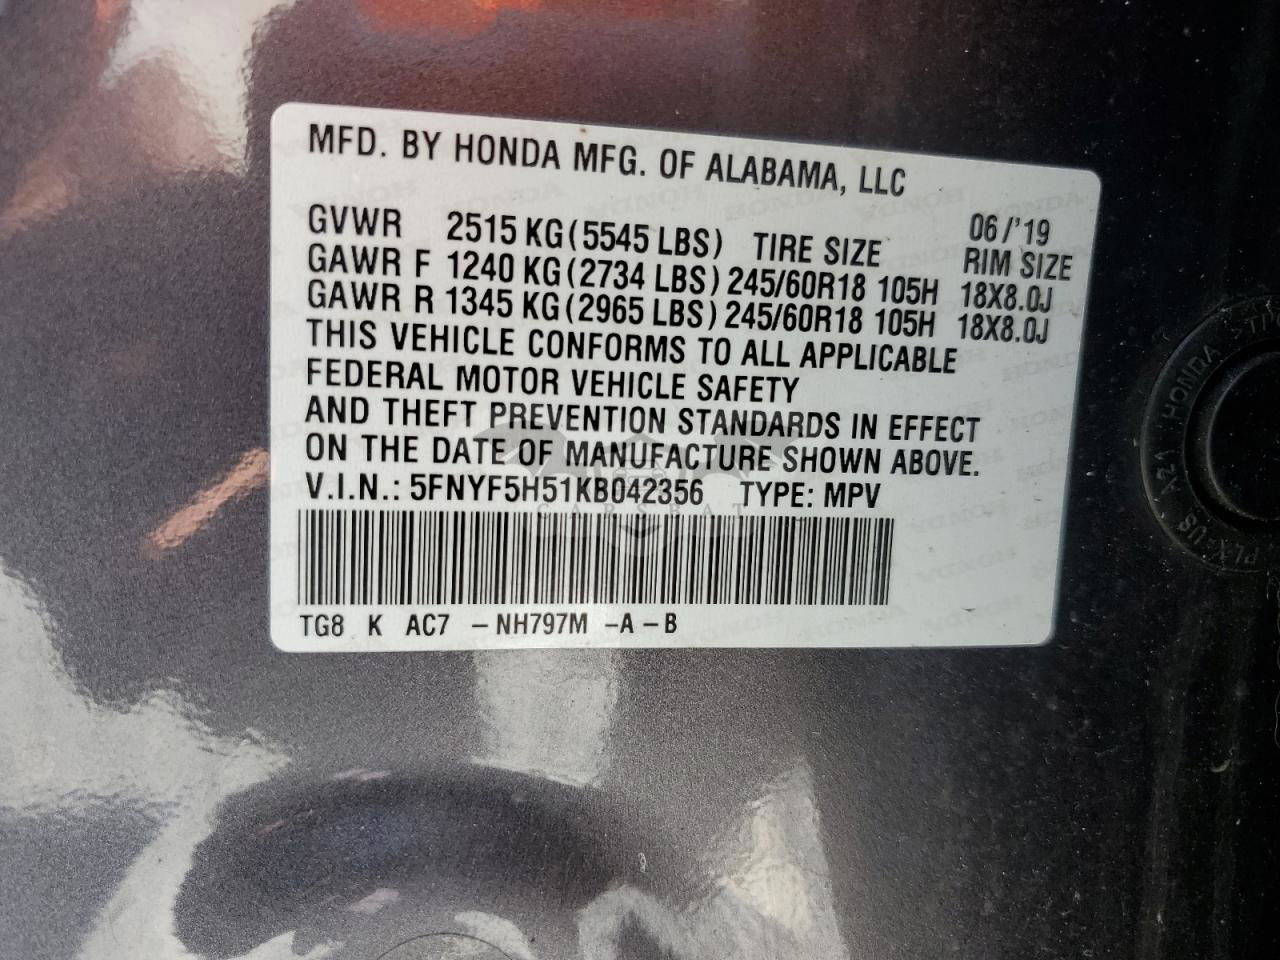 MFD. BY HONDA MFG. OF ALABAMA, LLC
06/'19
GVWR 2515 KG(5545 LBS) TIRE SIZE RIM SIZE
GAWR F 1240 KG(2734 LBS) 245/60R18 105H 18X8.0J
GAWR R 1345 KG(2965 LBS) 245/60R18 105H 18X8.0J
THIS VEHICLE CONFORMS TO ALL APPLICABLE
FEDERAL MOTOR VEHICLE SAFETY
AND THEFT PREVENTION STANDARDS IN EFFECT
ON THE DATE OF MANUFACTURE SHOWN ABOVE.
V.I.N.: 5FNYF5H51KB042356 TYPE: MPV
CARSBAT
TG8 K AC7 -NH797M -A-B
A2A HONDA